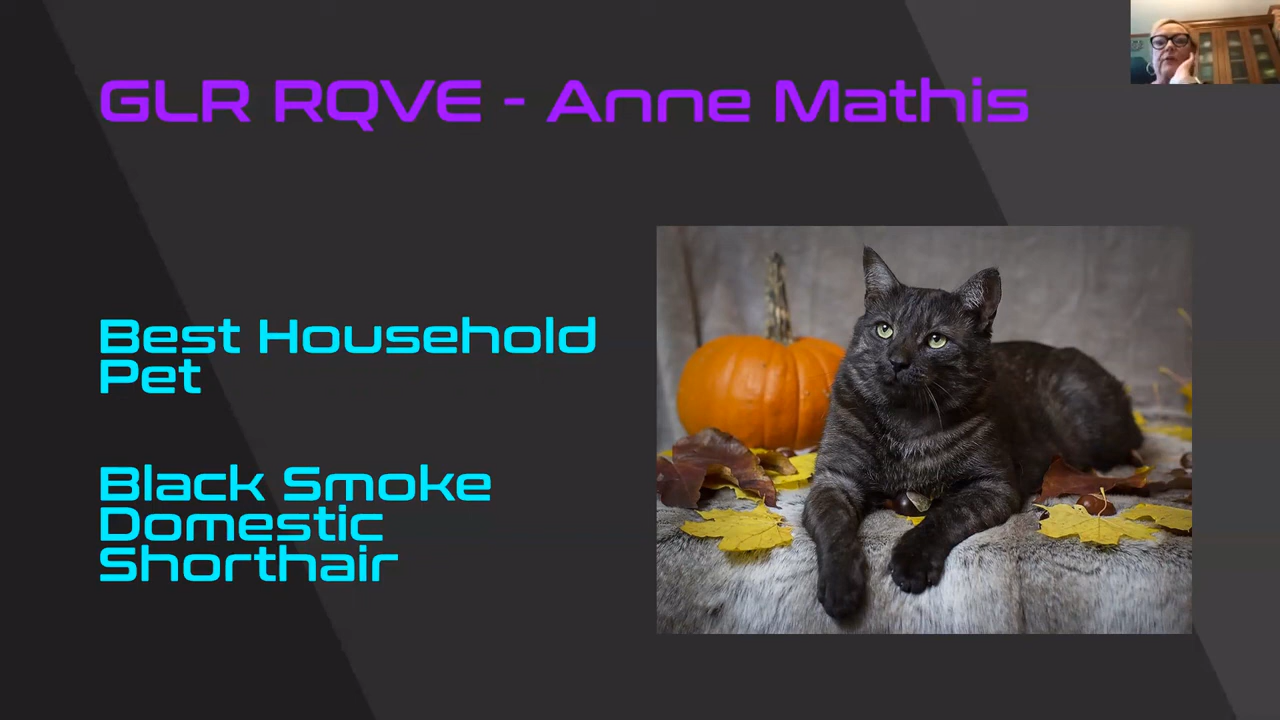 GLR RQVE - Anne Mathis
Best Household
Pet
Black Smoke
Domestic
Shorthair